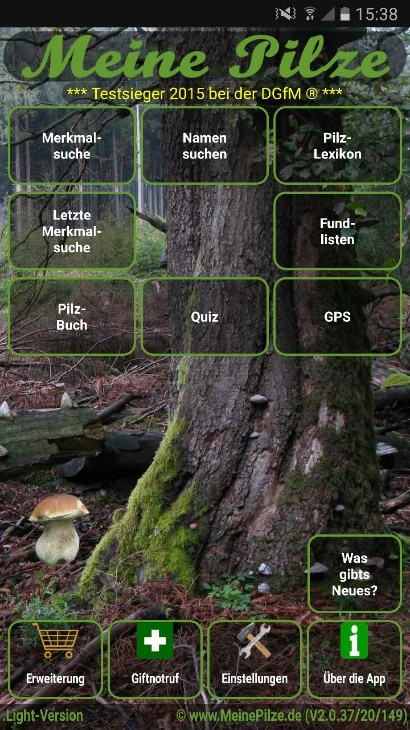 15:38
Meine Pilze
*** Testsieger 2015 bei der DGfM ® ***
Merkmal-
suche
Namen
suchen
Pilz-
Lexikon
Letzte
Merkmal-
suche
Fund-
listen
Pilz-
Buch
Quiz
GPS
Was
gibts
Neues?
Erweiterung
Giftnotruf
Einstellungen
Über die App
.Light-Version
© www.MeinePilze.de (V2.0.37/20/149)